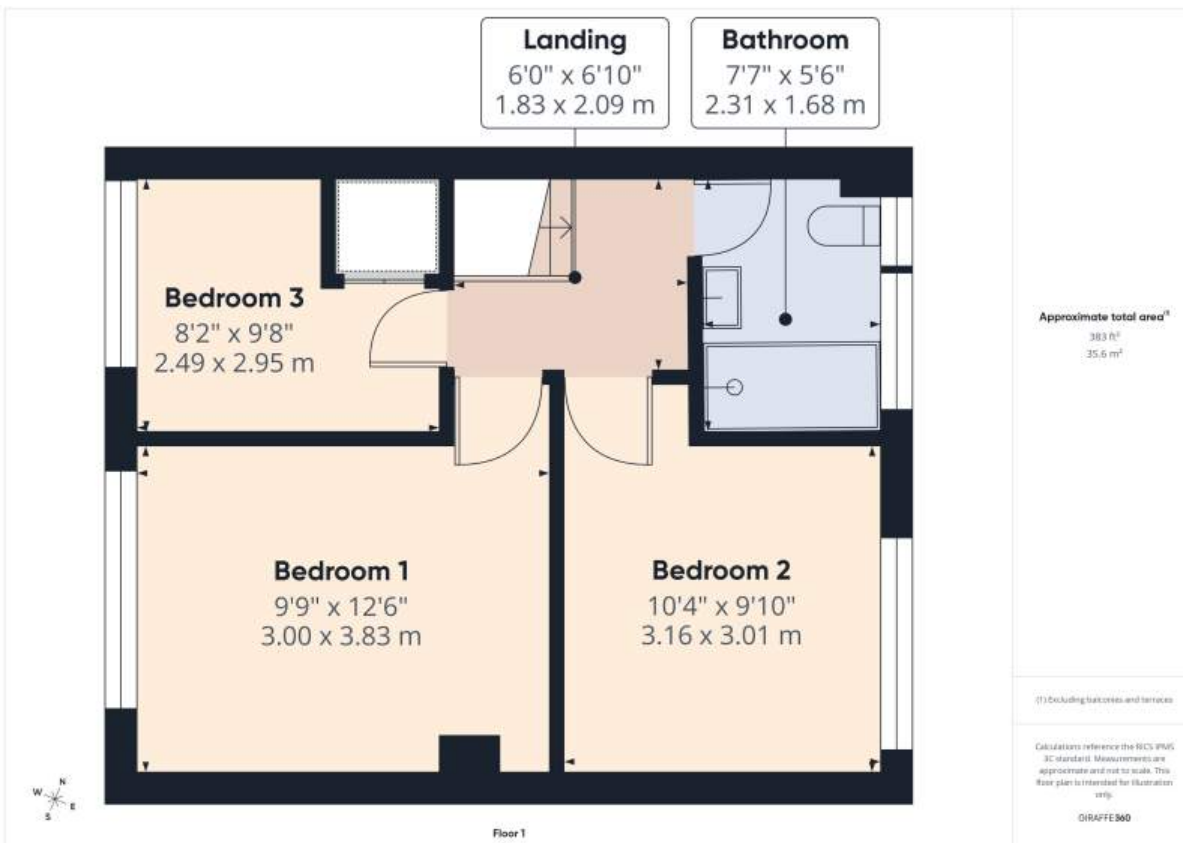 Landing
6'0" x 6'10"
1.83 x 2.09 m
Bathroom
7'7" x 5'6"
2.31 x 1.68 m
Bedroom 3
8'2" x 9'8"
2.49 x 2.95 m
Bedroom 1
9'9" x 12'6"
3.00 x 3.83 m
Bedroom 2
10'4" x 9'10"
3.16 x 3.01 m
N
W
E
S
Floor 1
Approximate total area⁽¹⁾
383 ft²
35.6 m²
(1) Excluding balconies and terraces
Calculations reference the RICS IPMS
3C standard. Measurements are
approximate and not to scale. This
floor plan is intended for illustration
only.
GIRAFFE360